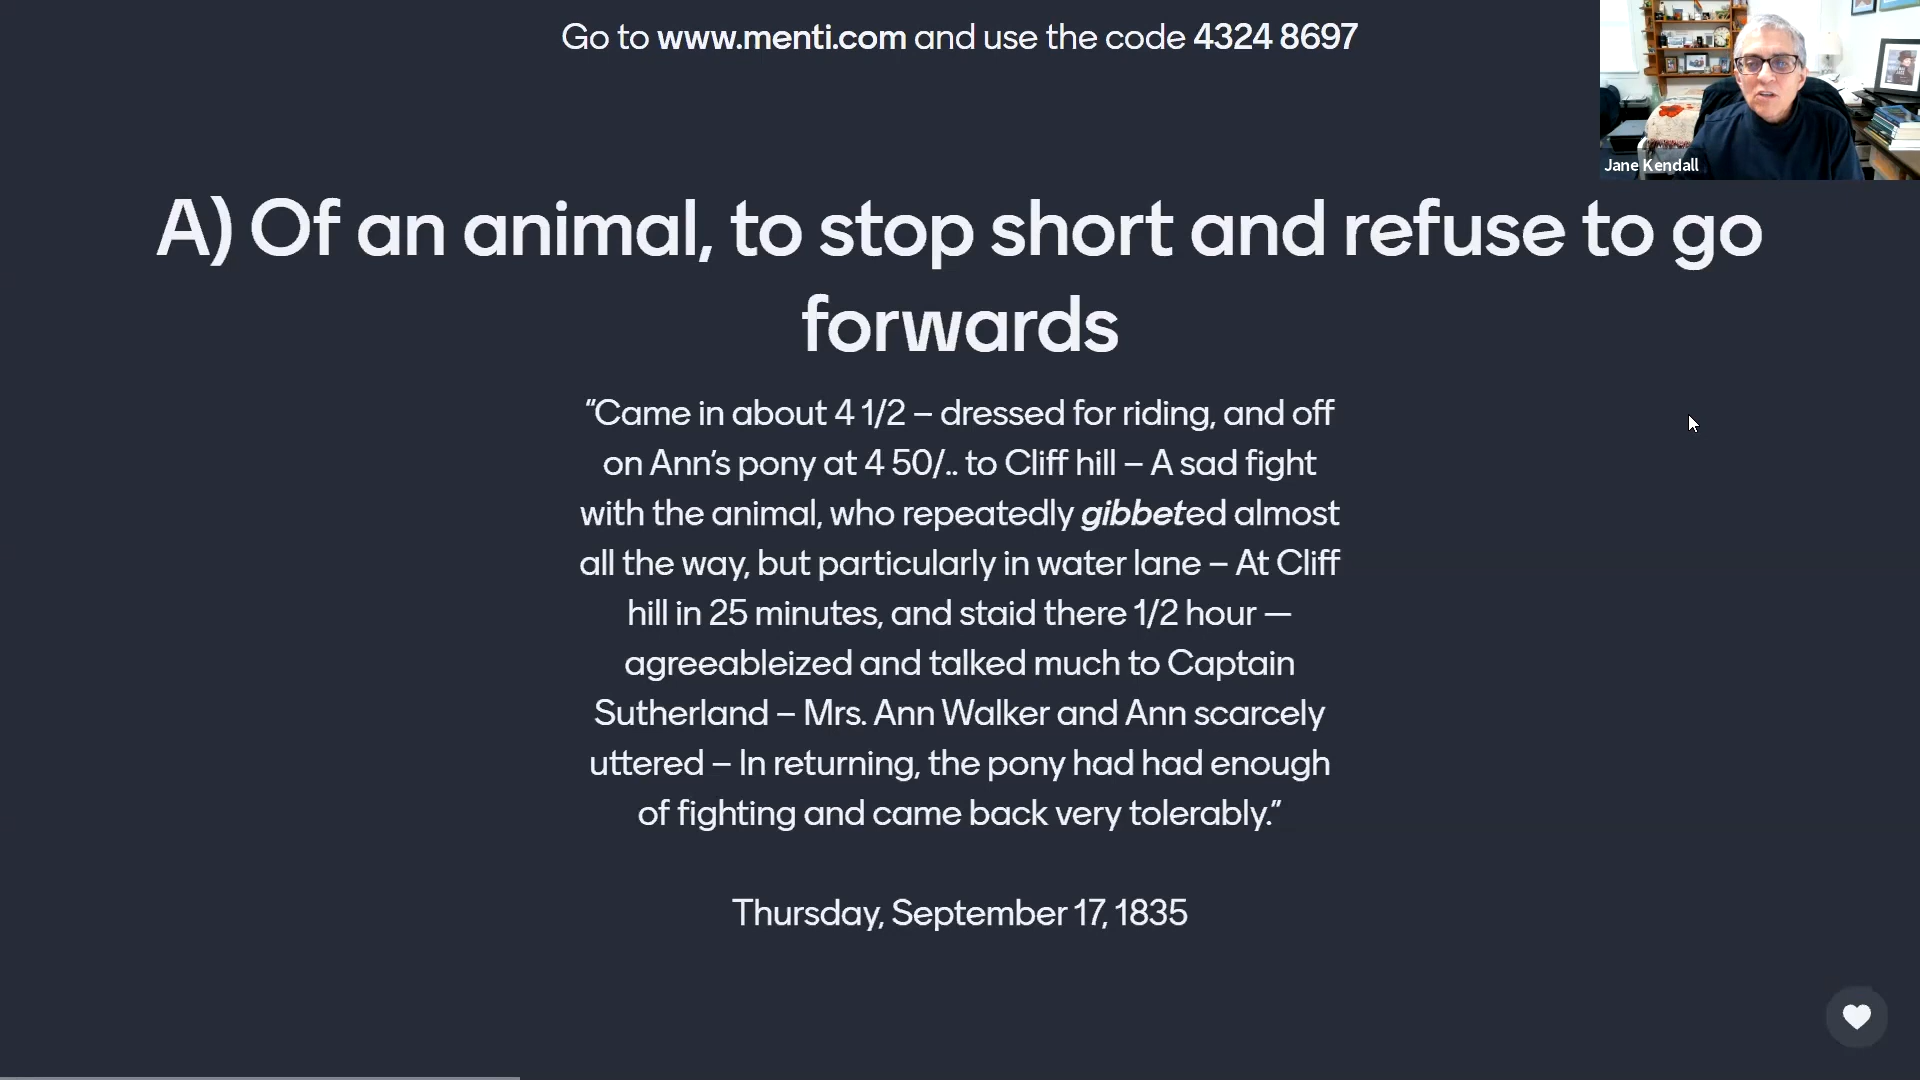 Go to www.menti.com and use the code 4324 8697
Jane Kendall
A) Of an animal, to stop short and refuse to go
forwards
“Came in about 4 1/2 – dressed for riding, and off
on Ann’s pony at 4 50/.. to Cliff hill – A sad fight
with the animal, who repeatedly gibbeted almost
all the way, but particularly in water lane – At Cliff
hill in 25 minutes, and staid there 1/2 hour —
agreeableized and talked much to Captain
Sutherland – Mrs. Ann Walker and Ann scarcely
uttered – In returning, the pony had had enough
of fighting and came back very tolerably.”
Thursday, September 17, 1835